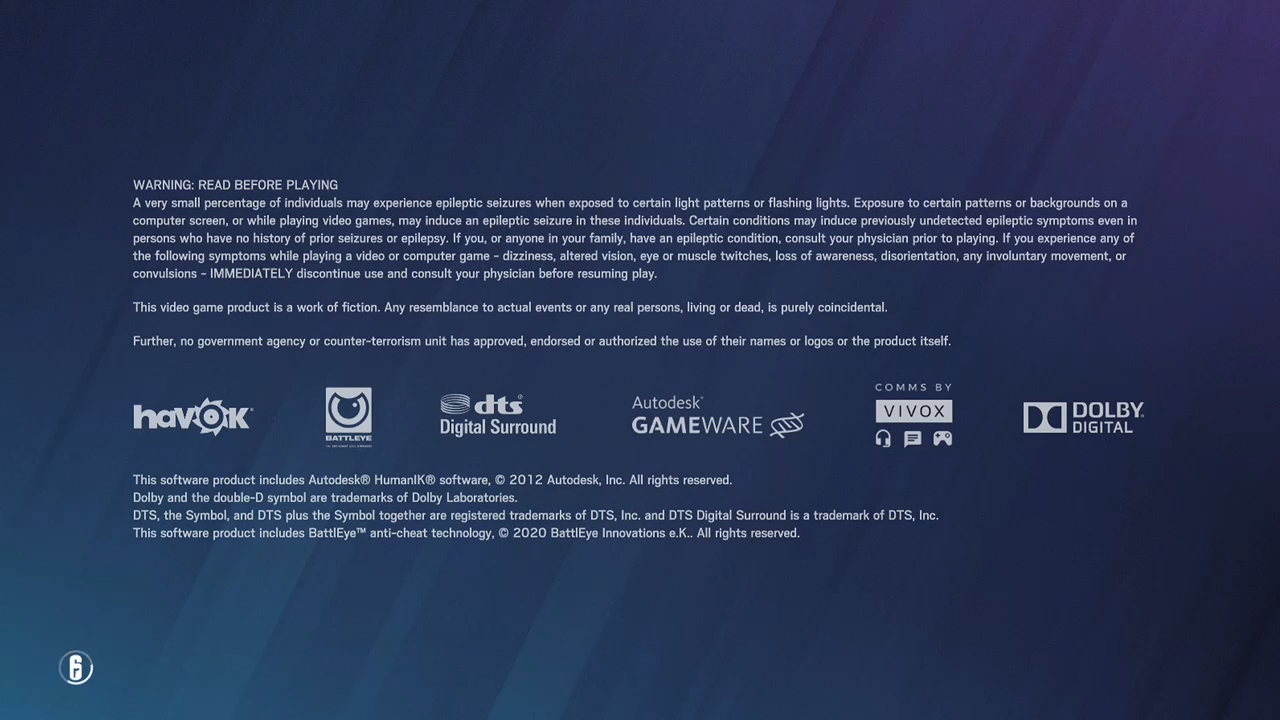 WARNING: READ BEFORE PLAYING
A very small percentage of individuals may experience epileptic seizures when exposed to certain light patterns or flashing lights. Exposure to certain patterns or backgrounds on a
computer screen, or while playing video games, may induce an epileptic seizure in these individuals. Certain conditions may induce previously undetected epileptic symptoms even in
persons who have no history of prior seizures or epilepsy. If you, or anyone in your family, have an epileptic condition, consult your physician prior to playing. If you experience any of
the following symptoms while playing a video or computer game - dizziness, altered vision, eye or muscle twitches, loss of awareness, disorientation, any involuntary movement, or
convulsions - IMMEDIATELY discontinue use and consult your physician before resuming play.
This video game product is a work of fiction. Any resemblance to actual events or any real persons, living or dead, is purely coincidental.
Further, no government agency or counter-terrorism unit has approved, endorsed or authorized the use of their names or logos or the product itself.
havok®
BATTLEYE
dts®
Digital Surround
Autodesk®
GAMEWARE
COMMS BY
VIVOX
DOLBY®
DIGITAL
This software product includes Autodesk® HumanIK® software, © 2012 Autodesk, Inc. All rights reserved.
Dolby and the double-D symbol are trademarks of Dolby Laboratories.
DTS, the Symbol, and DTS plus the Symbol together are registered trademarks of DTS, Inc. and DTS Digital Surround is a trademark of DTS, Inc.
This software product includes BattlEye™ anti-cheat technology, © 2020 BattlEye Innovations e.K.. All rights reserved.
6